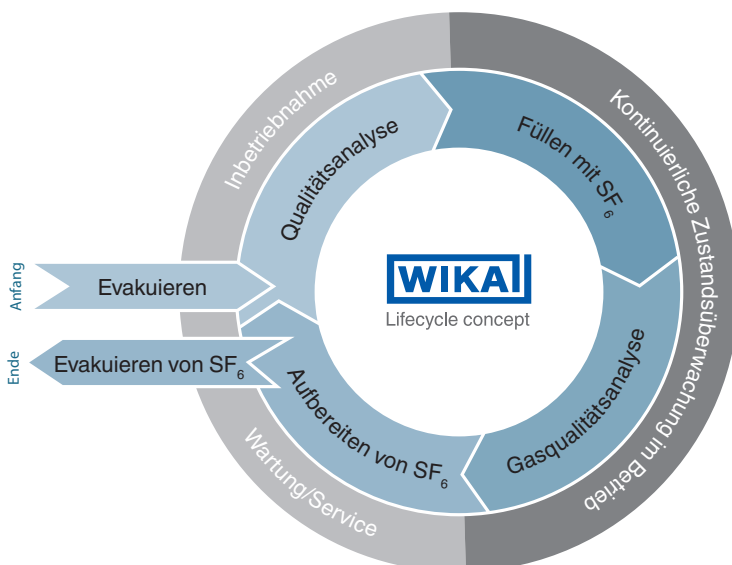 Inbetriebnahme
Kontinuierliche Zustandsüberwachung im Betrieb
Wartung/Service
Qualitätsanalyse
Füllen mit SF₆
Gasqualitätsanalyse
Aufbereiten von SF₆
Anfang
Evakuieren
Ende
Evakuieren von SF₆
WIKA
Lifecycle concept